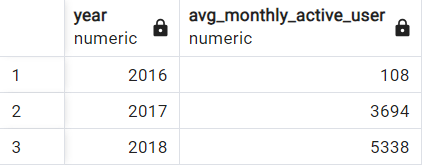 year avg_monthly_active_user
numeric numeric
1 2016 108
2 2017 3694
3 2018 5338